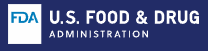 FDA U.S. FOOD & DRUG
ADMINISTRATION